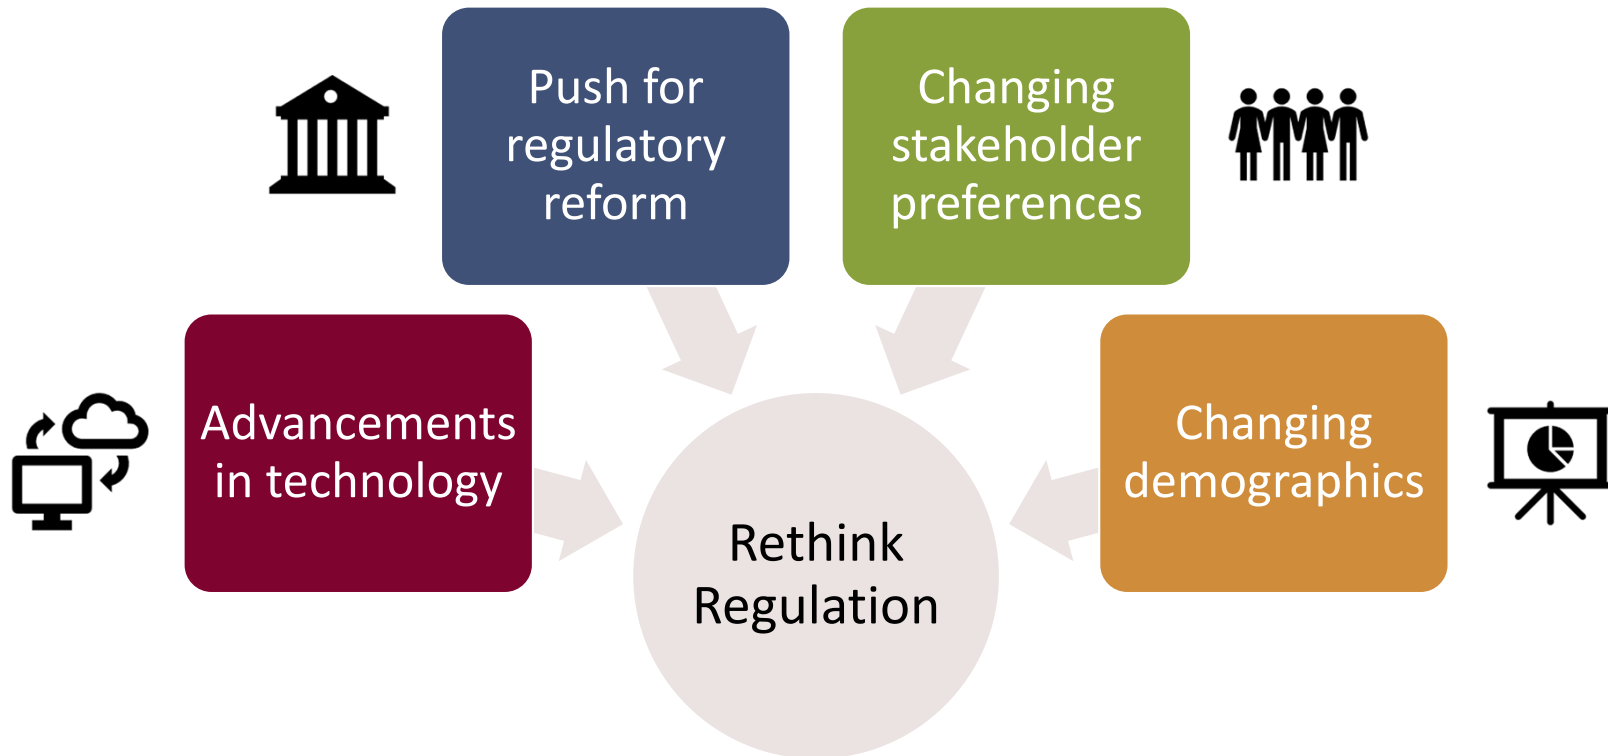 Push for
regulatory
reform
Changing
stakeholder
preferences
Advancements
in technology
Changing
demographics
Rethink
Regulation